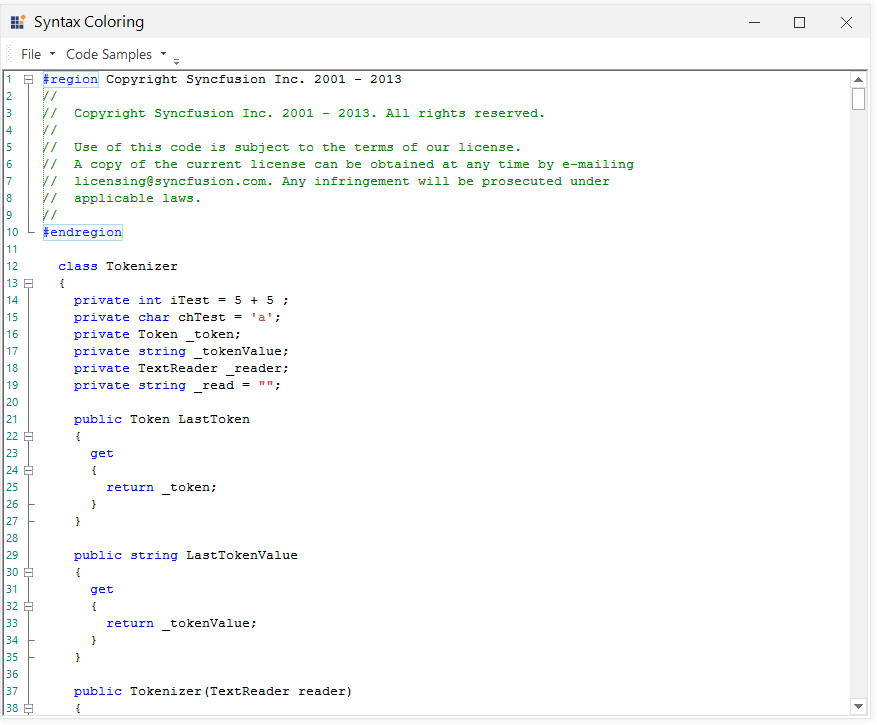 Syntax Coloring
File Code Samples
1 #region Copyright Syncfusion Inc. 2001 - 2013
2 //
3 //  Copyright Syncfusion Inc. 2001 - 2013. All rights reserved.
4 //
5 //  Use of this code is subject to the terms of our license.
6 //  A copy of the current license can be obtained at any time by e-mailing
7 //  licensing@syncfusion.com. Any infringement will be prosecuted under
8 //  applicable laws.
9 //
10 #endregion
11
12   class Tokenizer
13   {
14     private int iTest = 5 + 5 ;
15     private char chTest = 'a';
16     private Token _token;
17     private string _tokenValue;
18     private TextReader _reader;
19     private string _read = "";
20
21     public Token LastToken
22     {
23       get
24       {
25         return _token;
26       }
27     }
28
29     public string LastTokenValue
30     {
31       get
32       {
33         return _tokenValue;
34       }
35     }
36
37     public Tokenizer(TextReader reader)
38     {